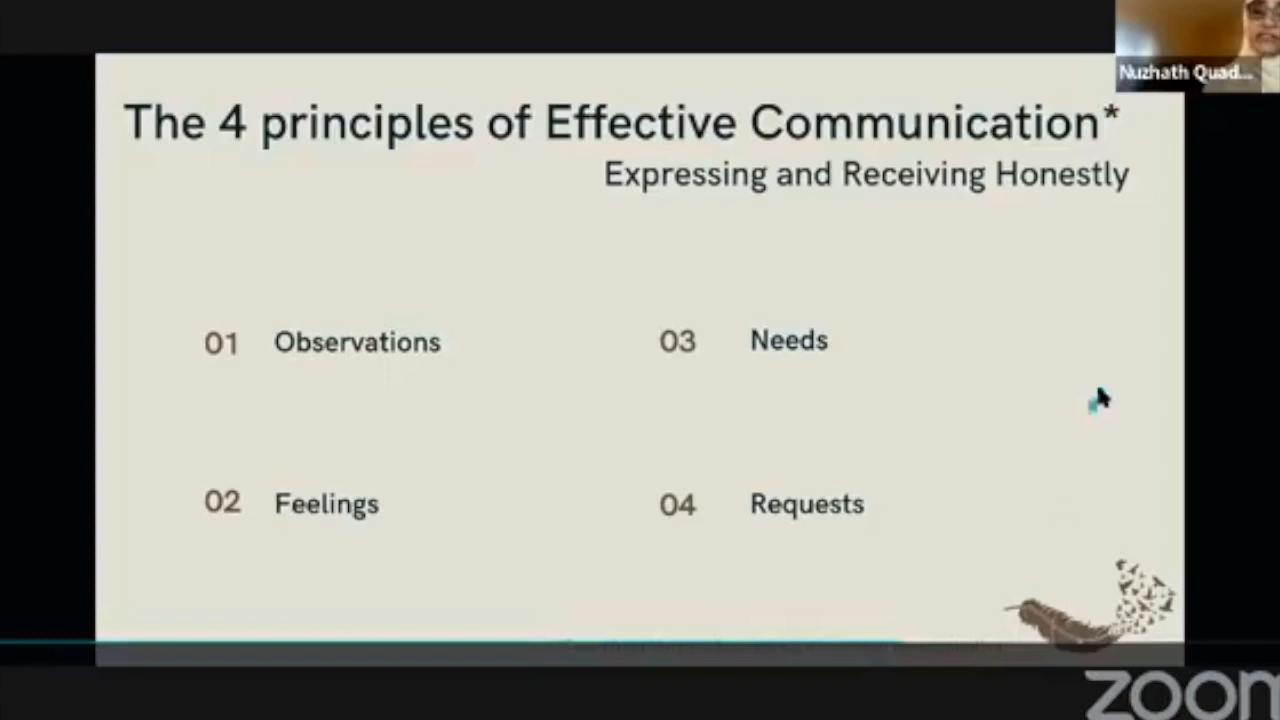 Nuzhath Quad...
The 4 principles of Effective Communication*
Expressing and Receiving Honestly
01 Observations
03 Needs
02 Feelings
04 Requests
zoom